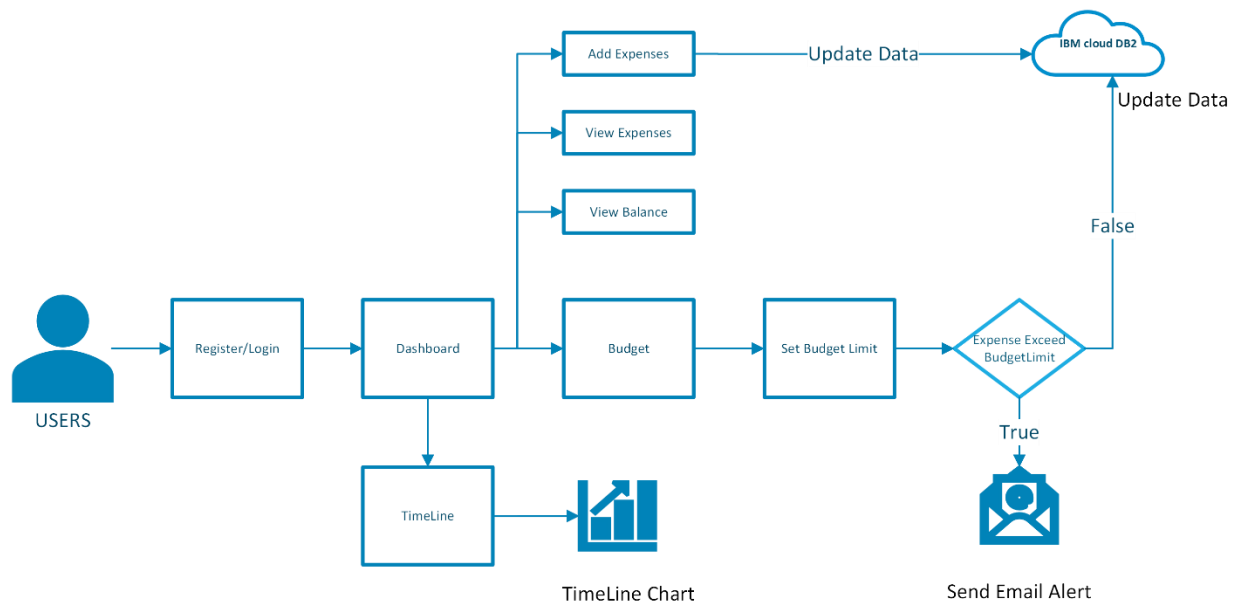 IBM cloud DB2
Add Expenses
Update Data
Update Data
View Expenses
View Balance
False
Register/Login
Dashboard
Budget
Set Budget Limit
Expense Exceed
BudgetLimit
USERS
True
TimeLine
TimeLine Chart
Send Email Alert